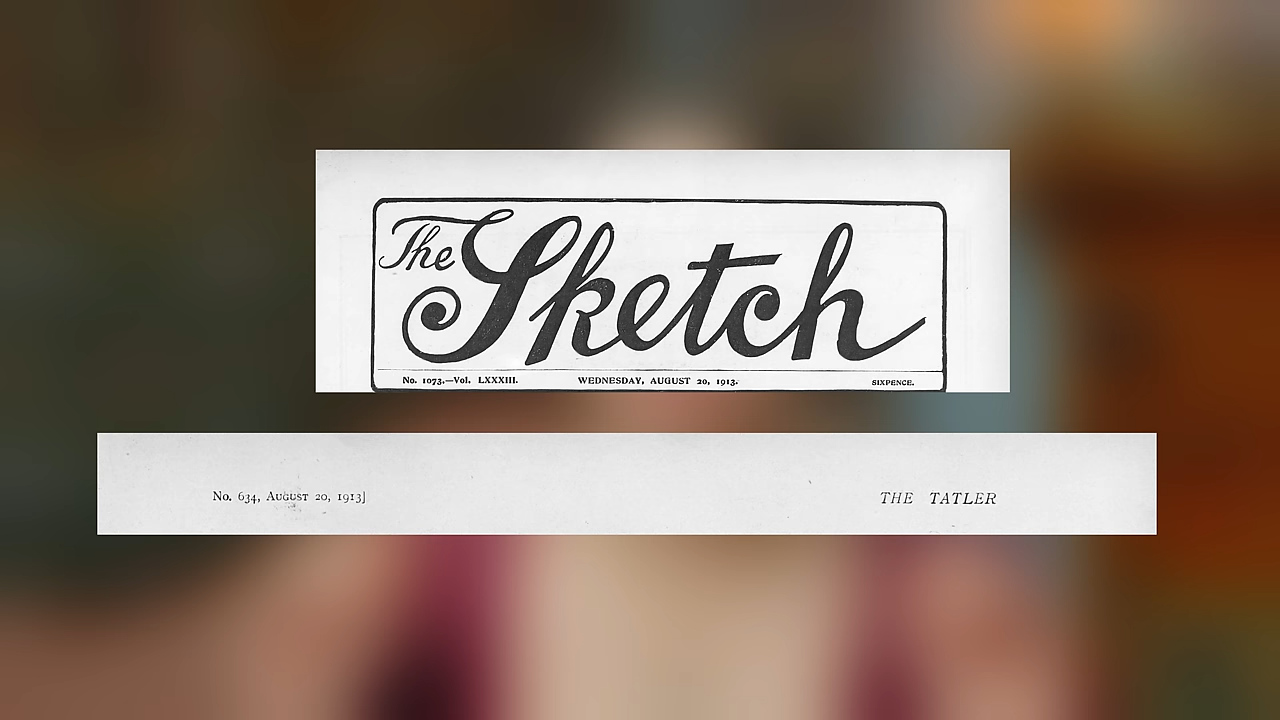 The Sketch
No. 1073.—Vol. LXXXIII. WEDNESDAY, AUGUST 20, 1913. SIXPENCE.
No. 634, August 20, 1913] THE TATLER